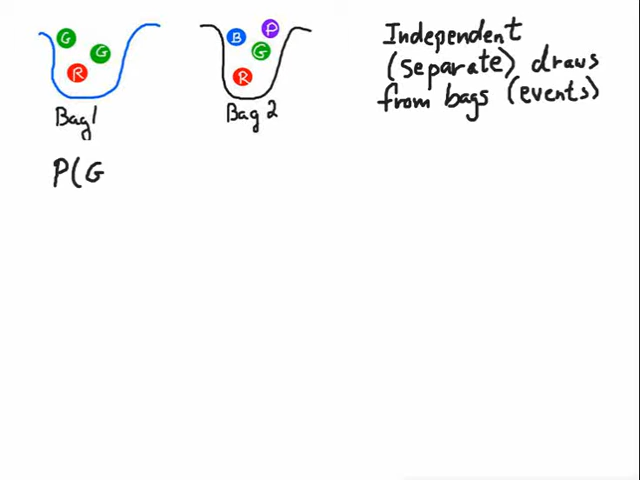 G G R
B P G R
Independent
(separate) draws
from bags (events)
Bag 1
Bag 2
P(G